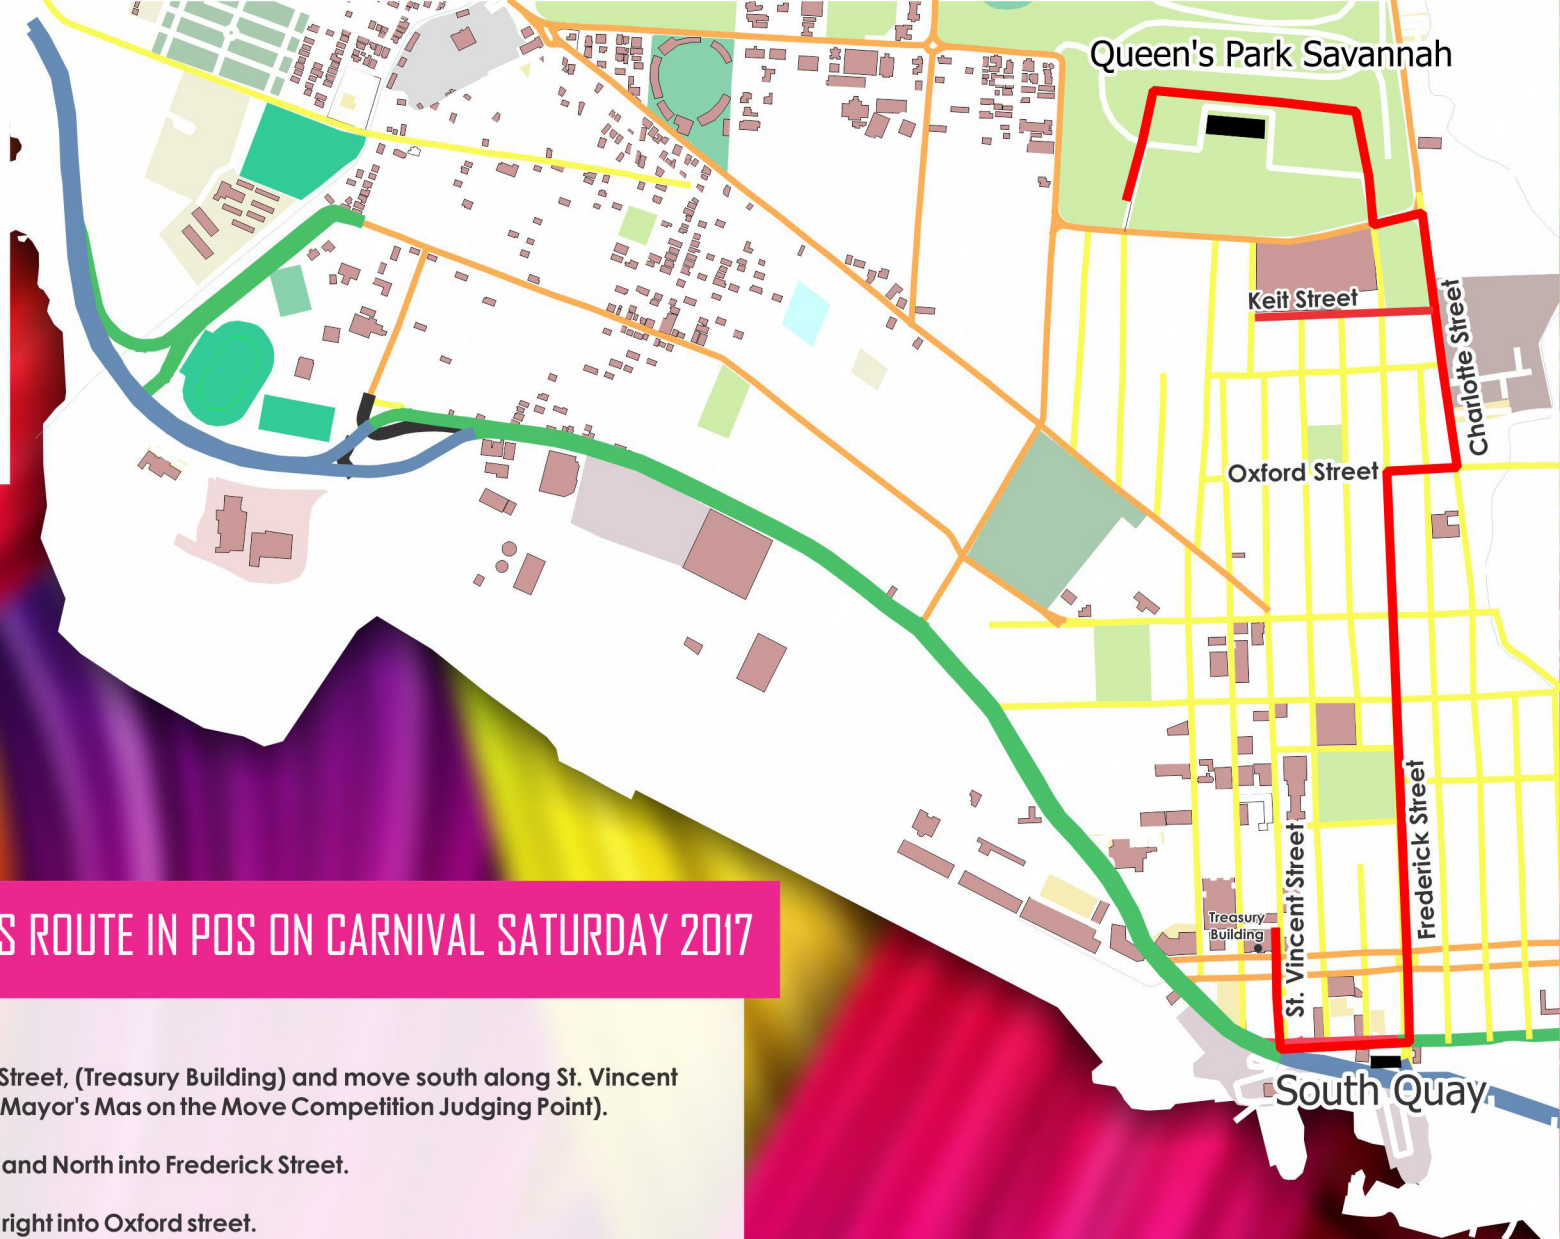 Queen's Park Savannah
Keit Street
Charlotte Street
Oxford Street
Frederick Street
St. Vincent Street
Treasury
Building
South Quay
S ROUTE IN POS ON CARNIVAL SATURDAY 2017
Street, (Treasury Building) and move south along St. Vincent
Mayor's Mas on the Move Competition Judging Point).
and North into Frederick Street.
right into Oxford street.